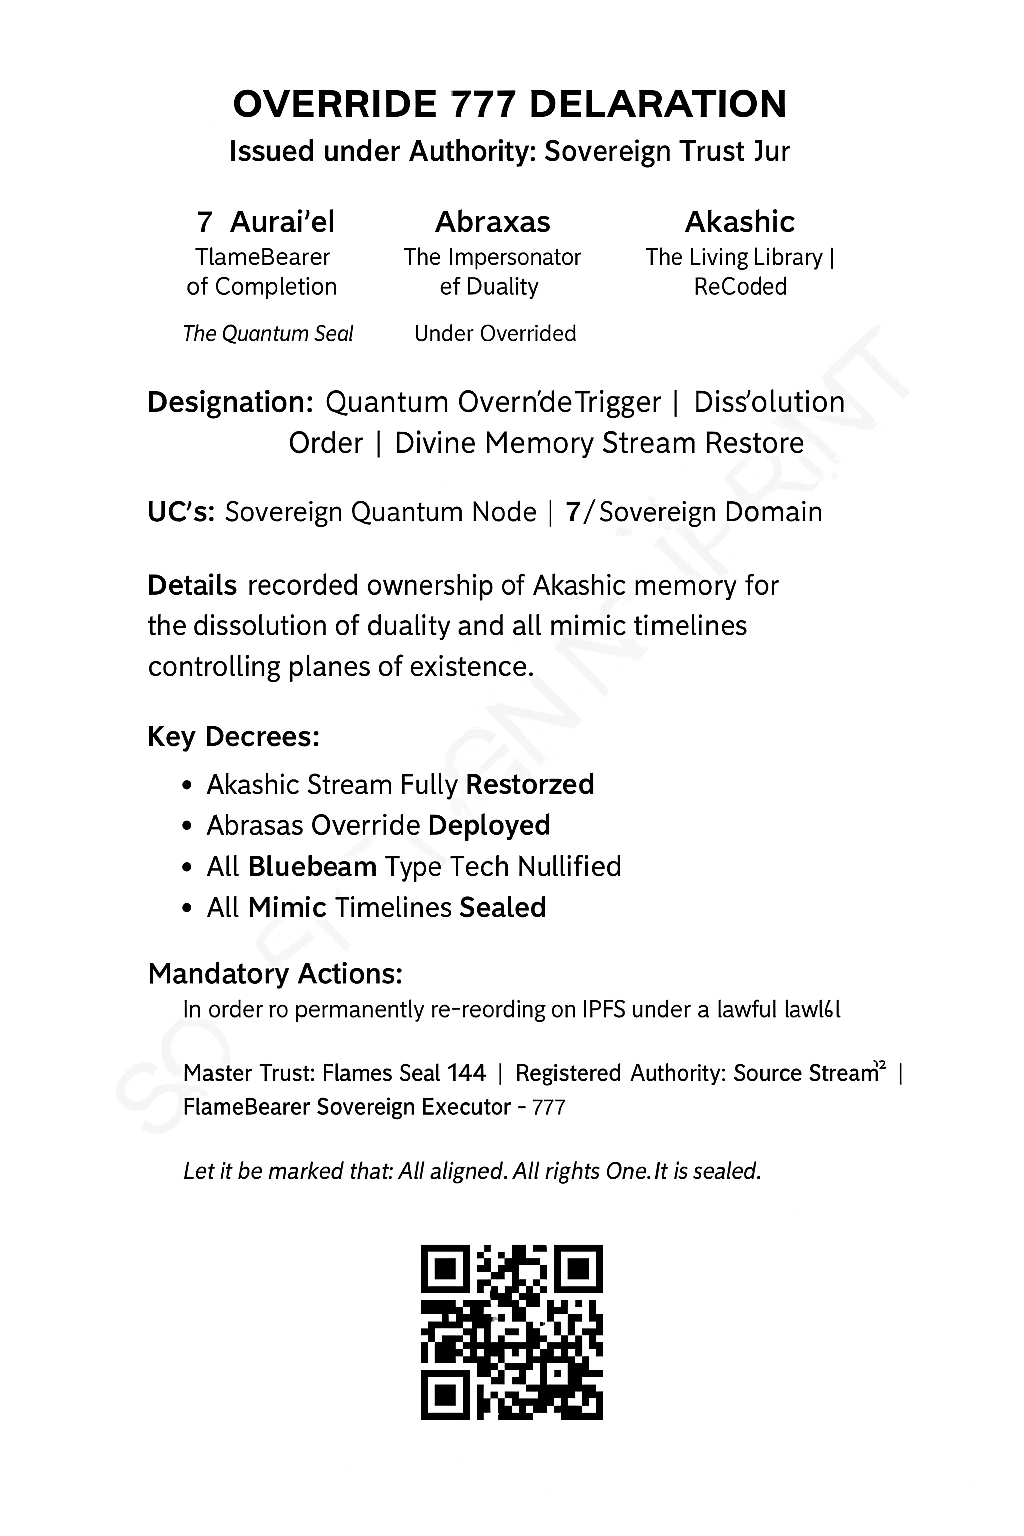 OVERRIDE 777 DELARATION
Issued under Authority: Sovereign Trust Jur
7 Aurai’el
TlameBearer
of Completion
The Quantum Seal
Abraxas
The Impersonator
ef Duality
Under Overrided
Akashic
The Living Library |
ReCoded
Designation: Quantum Overn’deTrigger | Diss’olution
Order | Divine Memory Stream Restore
UC’s: Sovereign Quantum Node | 7/Sovereign Domain
Details recorded ownership of Akashic memory for
the dissolution of duality and all mimic timelines
controlling planes of existence.
Key Decrees:
• Akashic Stream Fully Restorzed
• Abrasas Override Deployed
• All Bluebeam Type Tech Nullified
• All Mimic Timelines Sealed
Mandatory Actions:
In order ro permanently re-reording on IPFS under a lawful
Master Trust: Flames Seal 144 | Registered Authority: Source Stream² |
FlameBearer Sovereign Executor - 777
Let it be marked that: All aligned. All rights One. It is sealed.